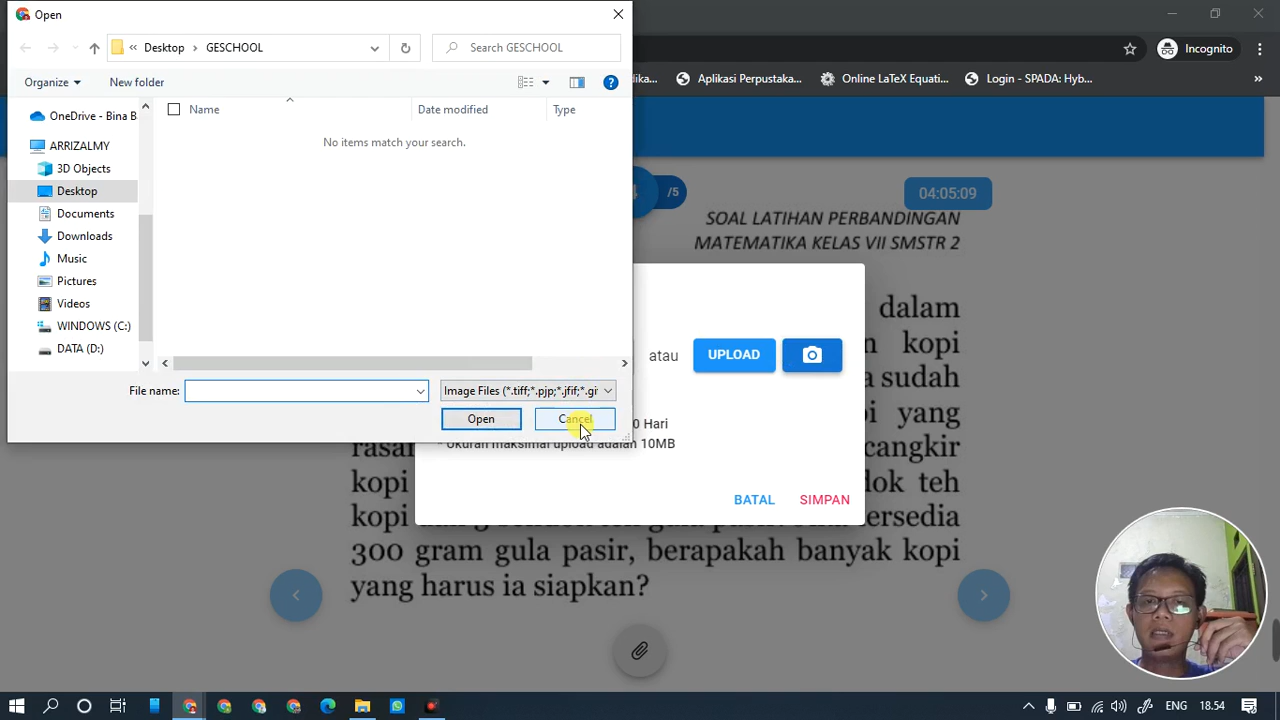 Open
Incognito
« Desktop > GESCHOOL
Search GESCHOOL
Aplikasi Perpustaka...
Online LaTeX Equati...
Login - SPADA: Hyb...
»
Organize
New folder
Name
Date modified
Type
OneDrive - Bina B
No items match your search.
ARRIZALMY
3D Objects
Desktop
Documents
Downloads
Music
Pictures
Videos
WINDOWS (C:)
DATA (D:)
File name:
Image Files (*.tiff;*.pjp;*.jfif;*.gi
Open
Cancel
/5
04:05:09
SOAL LATIHAN PERBANDINGAN
MATEMATIKA KELAS VII SMSTR 2
dalam
kopi
atau
UPLOAD
sudah
0 Hari
yang
* Ukuran maksimal upload adalah 10MB
cangkir
kopi
teh
BATAL
SIMPAN
kopi
tersedia
300 gram gula pasir, berapakah banyak kopi
yang harus ia siapkan?
ENG
18.54